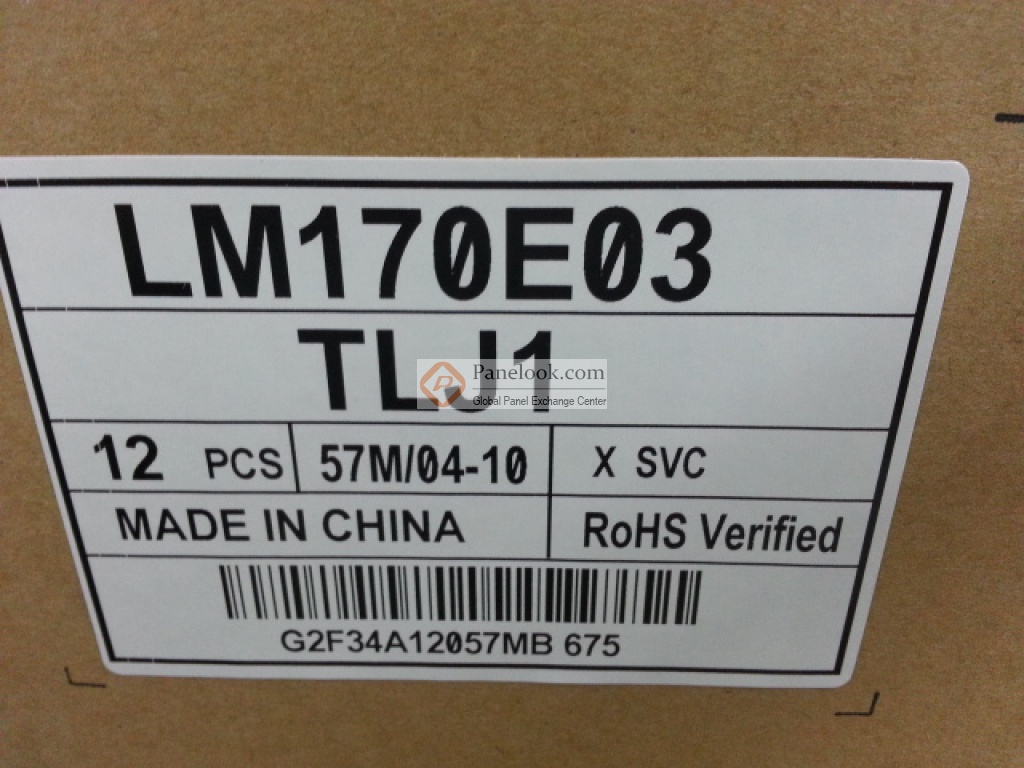 LM170E03
TLJ1
Panelook.com
Global Panel Exchange Center
12 PCS 57M/04-10 X SVC
MADE IN CHINA RoHS Verified
G2F34A12057MB 675